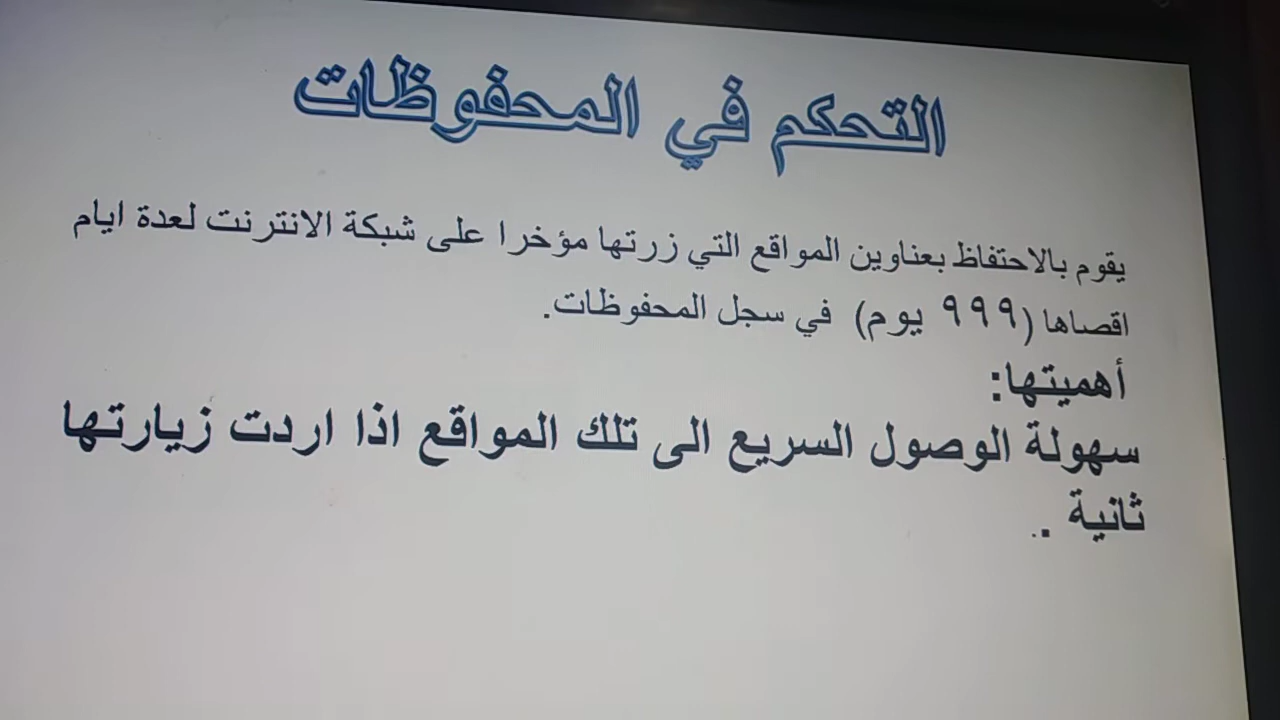 التحكم في المحفوظات
يقوم بالاحتفاظ بعناوين المواقع التي زرتها مؤخرا على شبكة الانترنت لعدة ايام
اقصاها (٩٩٩ يوم) في سجل المحفوظات.
أهميتها:
سهولة الوصول السريع الى تلك المواقع اذا اردت زيارتها
ثانية ..